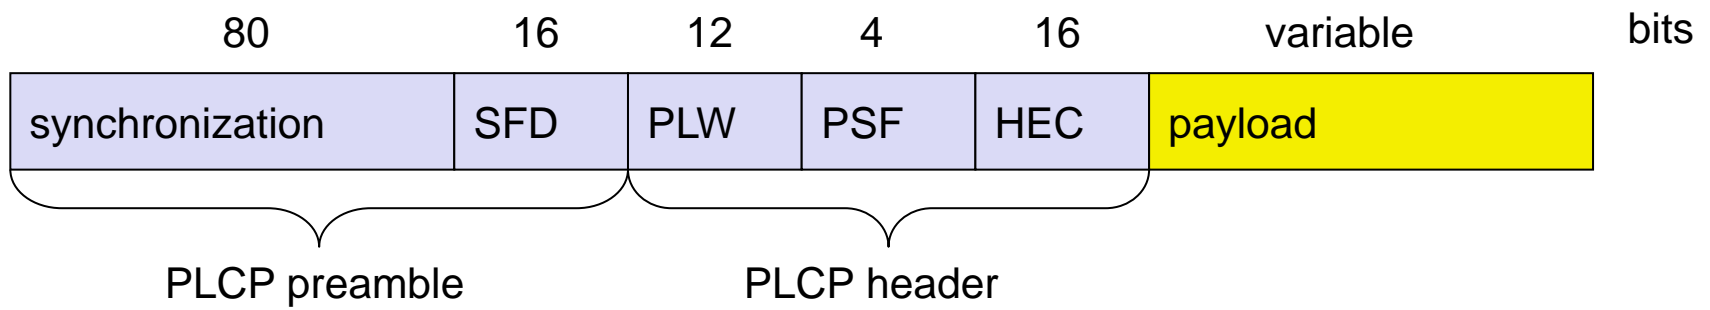 80 16 12 4 16 variable bits
synchronization SFD PLW PSF HEC payload
PLCP preamble PLCP header